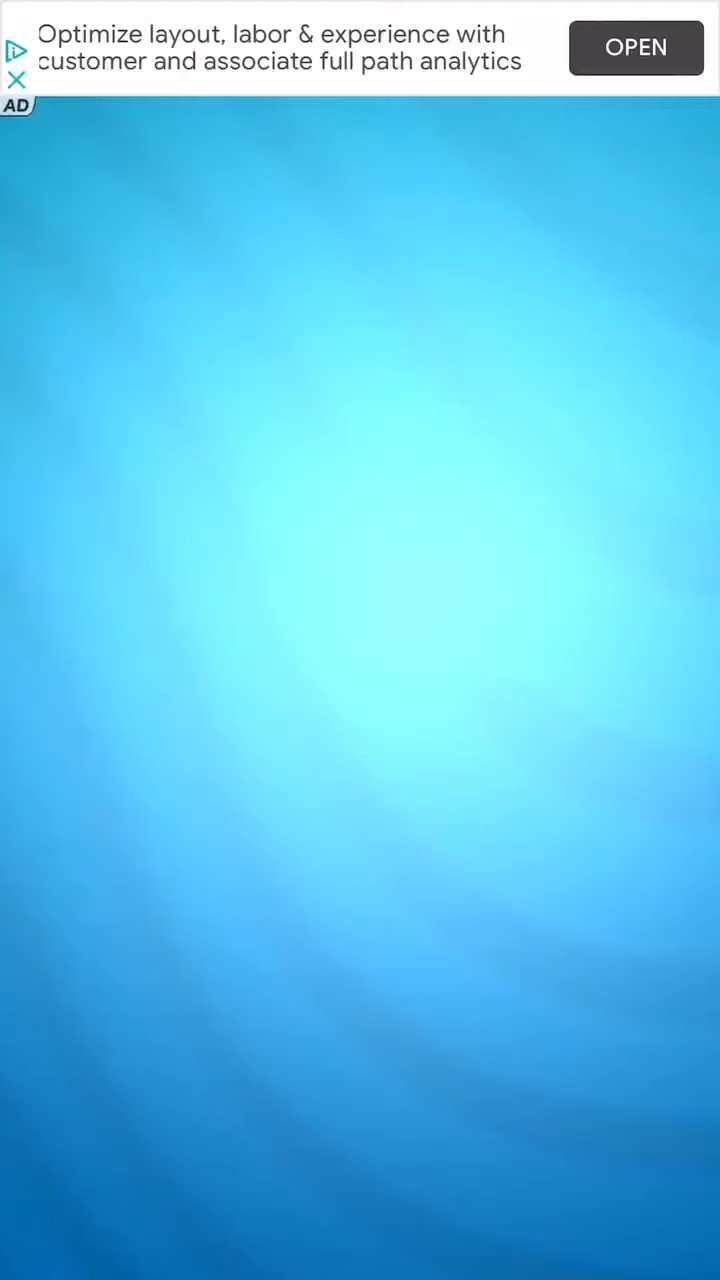 Optimize layout, labor & experience with
customer and associate full path analytics
OPEN
AD